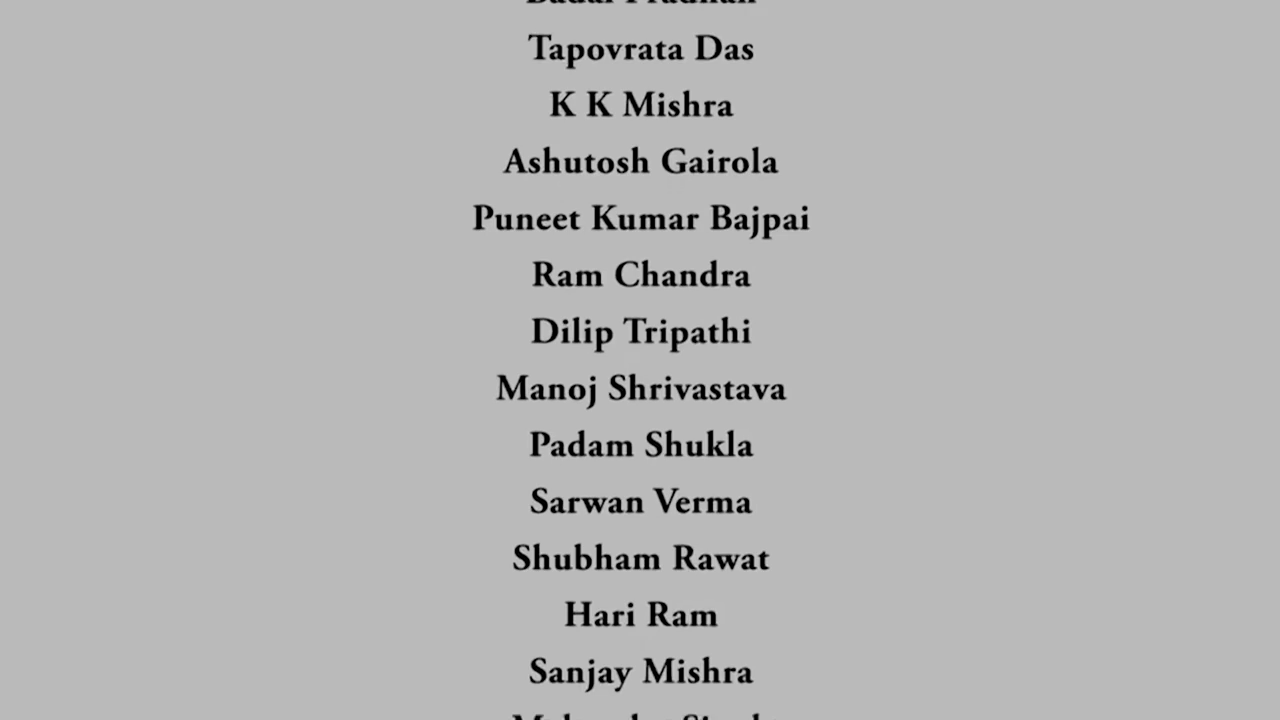 Tapovrata Das
K K Mishra
Ashutosh Gairola
Puneet Kumar Bajpai
Ram Chandra
Dilip Tripathi
Manoj Shrivastava
Padam Shukla
Sarwan Verma
Shubham Rawat
Hari Ram
Sanjay Mishra